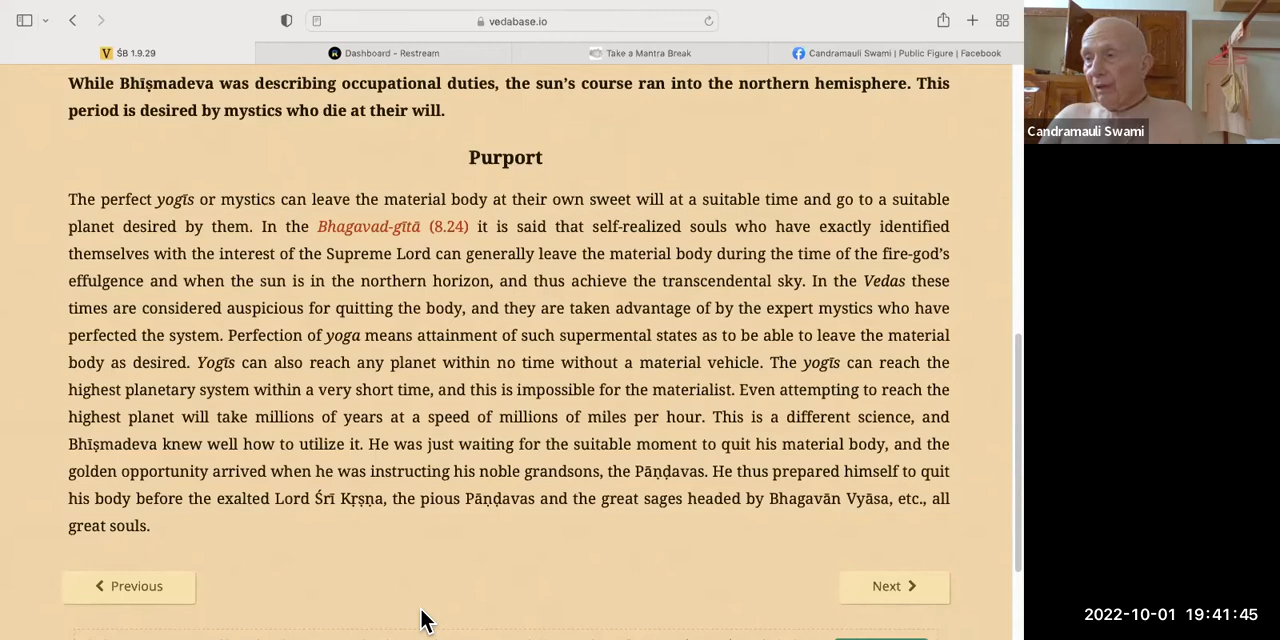 vedabase.io
V ŚB 1.9.29
Dashboard - Restream
Take a Mantra Break
Candramauli Swami | Public Figure | Facebook
While Bhīṣmadeva was describing occupational duties, the sun's course ran into the northern hemisphere. This
period is desired by mystics who die at their will.
Purport
The perfect yogīs or mystics can leave the material body at their own sweet will at a suitable time and go to a suitable
planet desired by them. In the Bhagavad-gītā (8.24) it is said that self-realized souls who have exactly identified
themselves with the interest of the Supreme Lord can generally leave the material body during the time of the fire-god's
effulgence and when the sun is in the northern horizon, and thus achieve the transcendental sky. In the Vedas these
times are considered auspicious for quitting the body, and they are taken advantage of by the expert mystics who have
perfected the system. Perfection of yoga means attainment of such supermental states as to be able to leave the material
body as desired. Yogīs can also reach any planet within no time without a material vehicle. The yogīs can reach the
highest planetary system within a very short time, and this is impossible for the materialist. Even attempting to reach the
highest planet will take millions of years at a speed of millions of miles per hour. This is a different science, and
Bhīṣmadeva knew well how to utilize it. He was just waiting for the suitable moment to quit his material body, and the
golden opportunity arrived when he was instructing his noble grandsons, the Pāṇḍavas. He thus prepared himself to quit
his body before the exalted Lord Śrī Kṛṣṇa, the pious Pāṇḍavas and the great sages headed by Bhagavān Vyāsa, etc., all
great souls.
Previous
Next
Candramauli Swami
2022-10-01 19:41:45